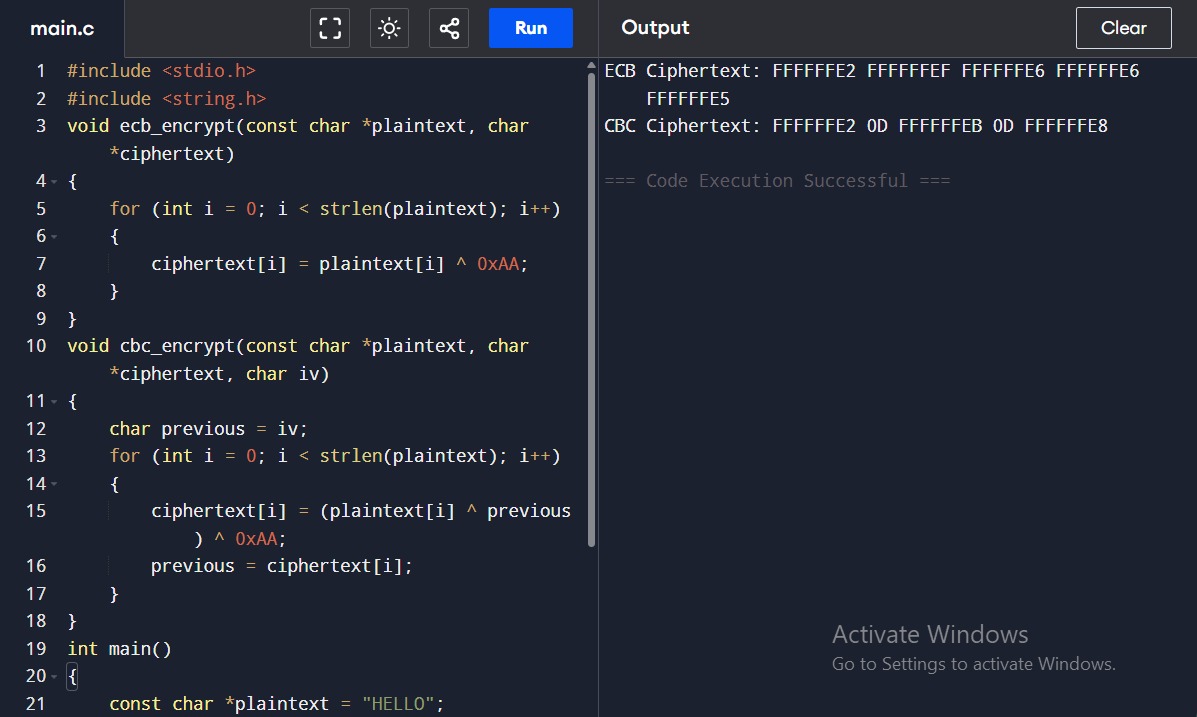 main.c
Run
Output
Clear
1 #include <stdio.h>
2 #include <string.h>
3 void ecb_encrypt(const char *plaintext, char
*ciphertext)
4 {
5 for (int i = 0; i < strlen(plaintext); i++)
6 {
7 ciphertext[i] = plaintext[i] ^ 0xAA;
8 }
9 }
10 void cbc_encrypt(const char *plaintext, char
*ciphertext, char iv)
11 {
12 char previous = iv;
13 for (int i = 0; i < strlen(plaintext); i++)
14 {
15 ciphertext[i] = (plaintext[i] ^ previous
) ^ 0xAA;
16 previous = ciphertext[i];
17 }
18 }
19 int main()
20 {
21 const char *plaintext = "HELLO";
ECB Ciphertext: FFFFFFE2 FFFFFFEF FFFFFFE6 FFFFFFE6
FFFFFFE5
CBC Ciphertext: FFFFFFE2 0D FFFFFFEB 0D FFFFFFE8
=== Code Execution Successful ===
Activate Windows
Go to Settings to activate Windows.